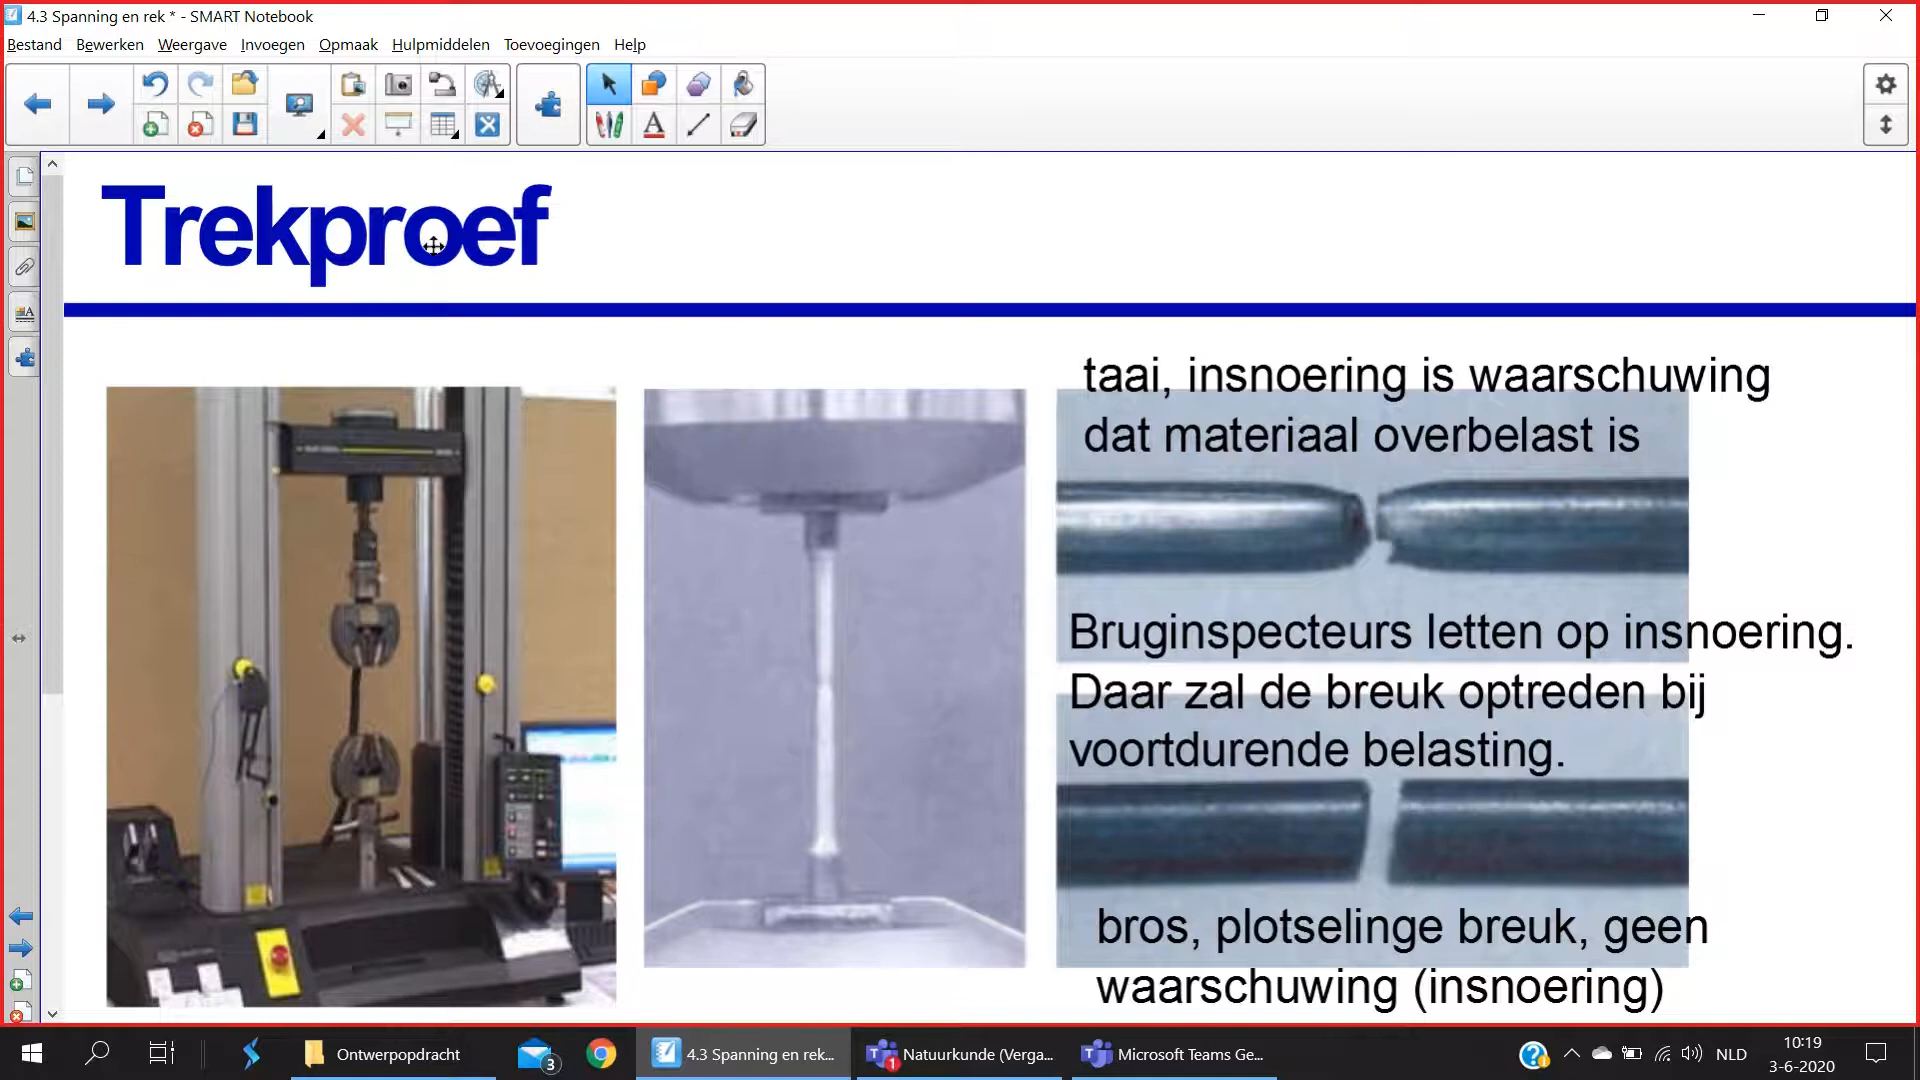 4.3 Spanning en rek * - SMART Notebook
Bestand Bewerken Weergave Invoegen Opmaak Hulpmiddelen Toevoegingen Help
Trekproef
taai, insnoering is waarschuwing
dat materiaal overbelast is
Bruginspecteurs letten op insnoering.
Daar zal de breuk optreden bij
voortdurende belasting.
bros, plotselinge breuk, geen
waarschuwing (insnoering)
Ontwerpopdracht
3
4.3 Spanning en rek...
1
Natuurkunde (Verga...
Microsoft Teams Ge...
NLD
10:19
3-6-2020